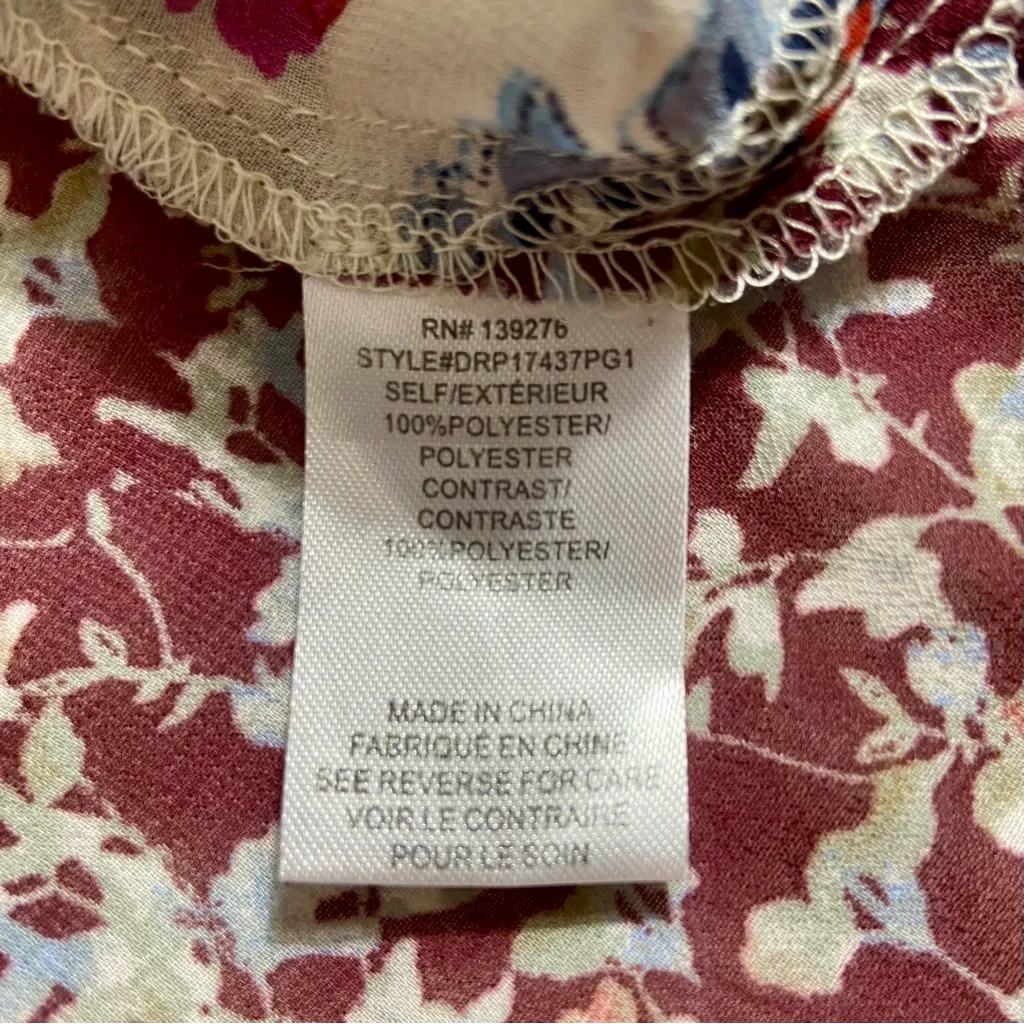 RN# 139276
STYLE#DRP17437PG1
SELF/EXTÉRIEUR
100%POLYESTER/
POLYESTER
CONTRAST/
CONTRASTE
100%POLYESTER/
POLYESTER
MADE IN CHINA
FABRIQUÉ EN CHINE
SEE REVERSE FOR CARE
VOIR LE CONTRAIRE
POUR LE SOIN